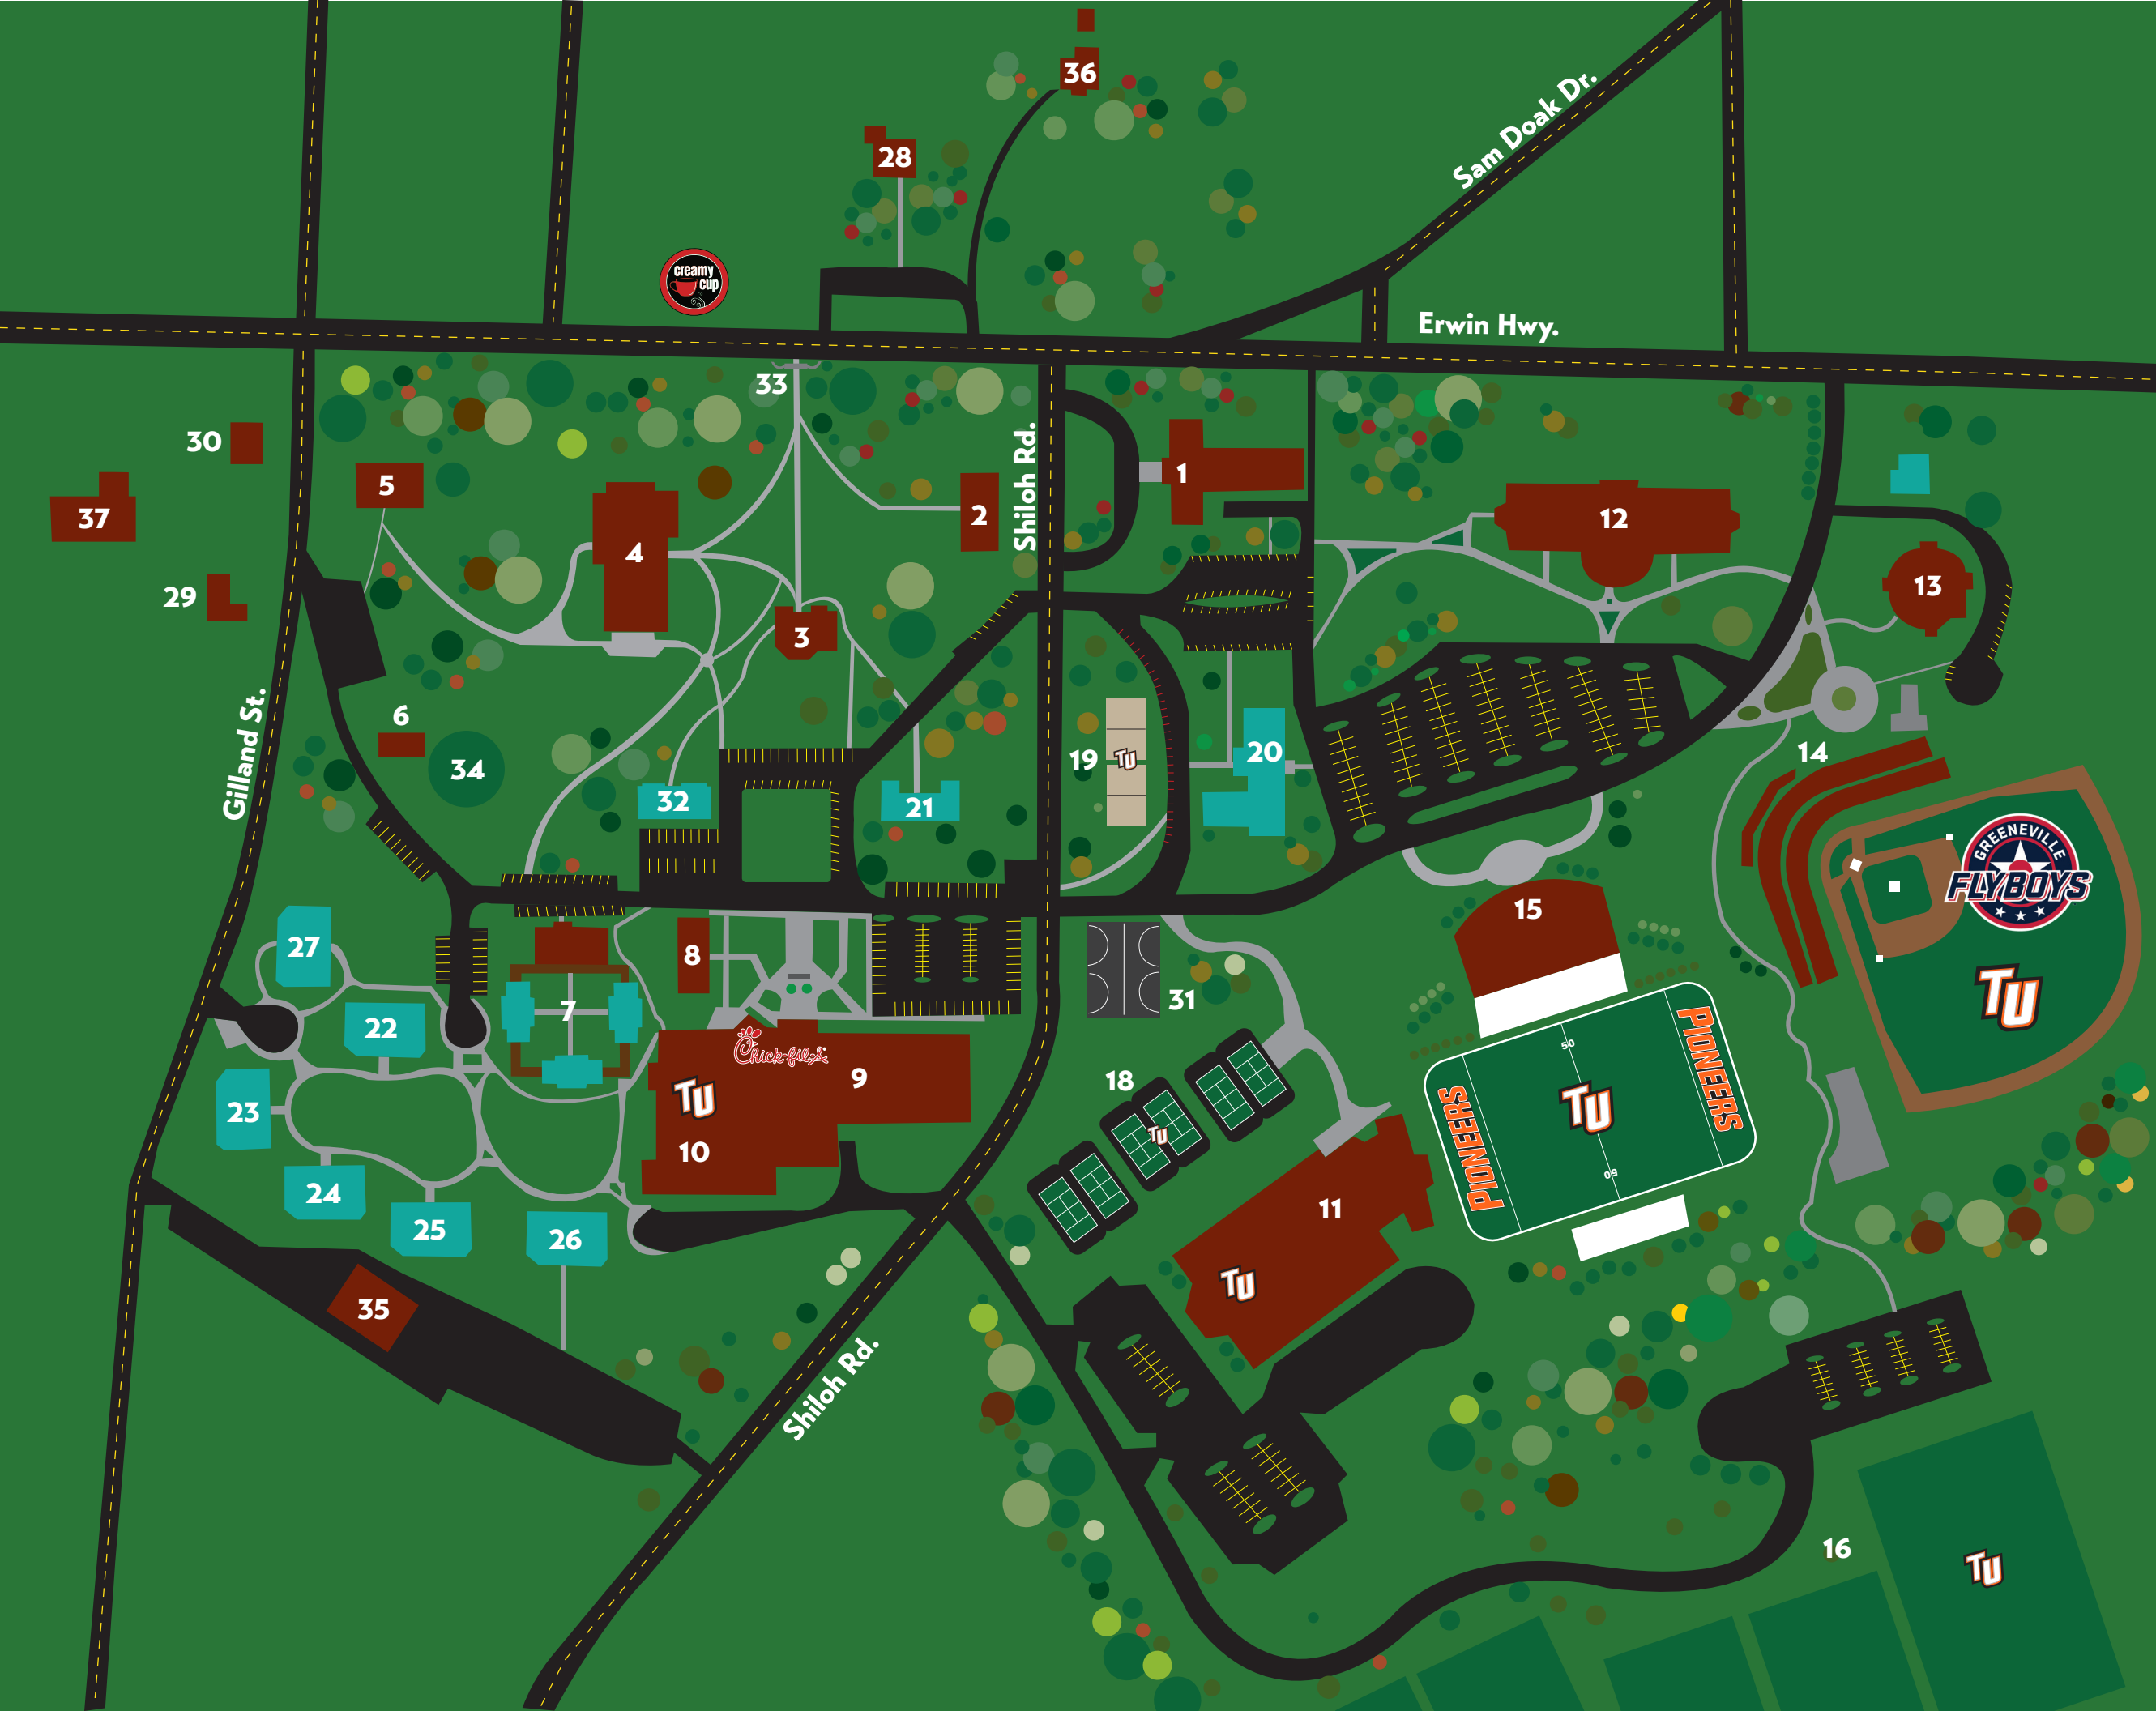 36
Sam Doak Dr.
28
creamy
cup
Erwin Hwy.
33
30
5
Shiloh Rd.
1
2
37
12
4
29
13
3
Gilland St.
6
34
19
TU
20
14
32
21
GREENEVILLE
FLYBOYS
15
27
8
7
31
TU
22
Chick-fil-A
50
PIONEERS
18
9
23
TU
TU
TU
PIONEERS
10
50
24
11
25
26
TU
35
Shiloh Rd.
16
TU